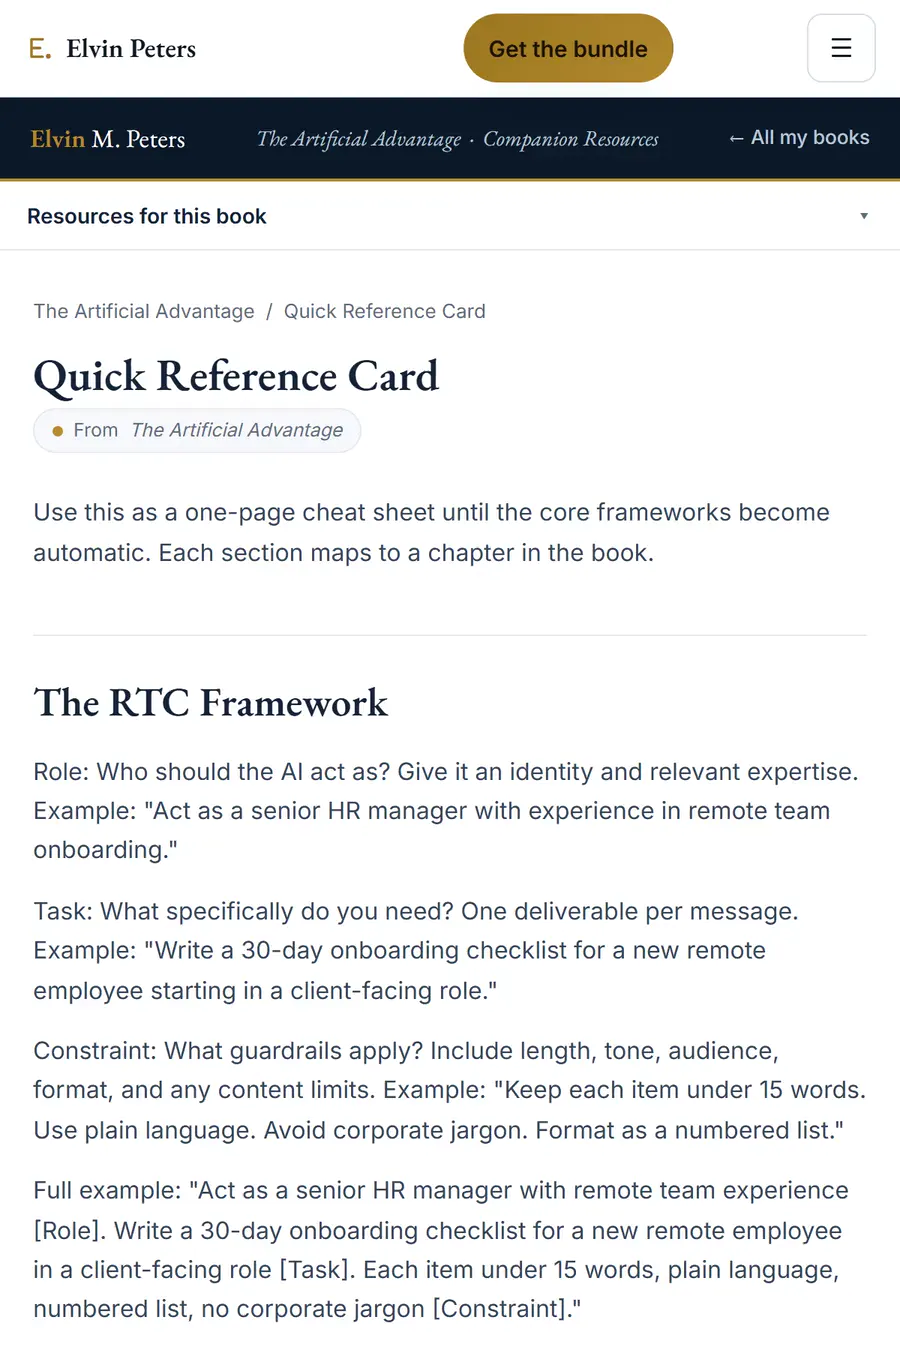 E. Elvin Peters
Get the bundle
☰
Elvin M. Peters
The Artificial Advantage · Companion Resources
← All my books
Resources for this book
▼
The Artificial Advantage / Quick Reference Card
Quick Reference Card
From The Artificial Advantage
Use this as a one-page cheat sheet until the core frameworks become
automatic. Each section maps to a chapter in the book.
The RTC Framework
Role: Who should the AI act as? Give it an identity and relevant expertise.
Example: "Act as a senior HR manager with experience in remote team
onboarding."
Task: What specifically do you need? One deliverable per message.
Example: "Write a 30-day onboarding checklist for a new remote
employee starting in a client-facing role."
Constraint: What guardrails apply? Include length, tone, audience,
format, and any content limits. Example: "Keep each item under 15 words.
Use plain language. Avoid corporate jargon. Format as a numbered list."
Full example: "Act as a senior HR manager with remote team experience
[Role]. Write a 30-day onboarding checklist for a new remote employee
in a client-facing role [Task]. Each item under 15 words, plain language,
numbered list, no corporate jargon [Constraint]."